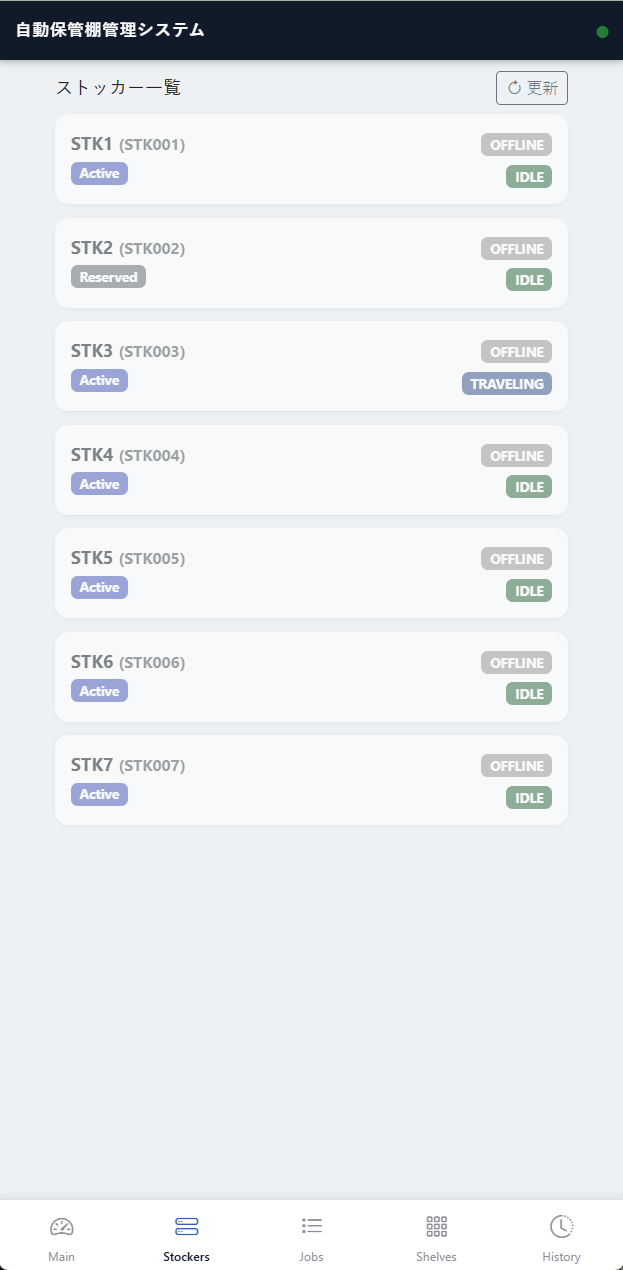 自動保管棚管理システム
ストッカー一覧
更新
STK1 (STK001)
OFFLINE
Active
IDLE
STK2 (STK002)
OFFLINE
Reserved
IDLE
STK3 (STK003)
OFFLINE
Active
TRAVELING
STK4 (STK004)
OFFLINE
Active
IDLE
STK5 (STK005)
OFFLINE
Active
IDLE
STK6 (STK006)
OFFLINE
Active
IDLE
STK7 (STK007)
OFFLINE
Active
IDLE
Main
Stockers
Jobs
Shelves
History